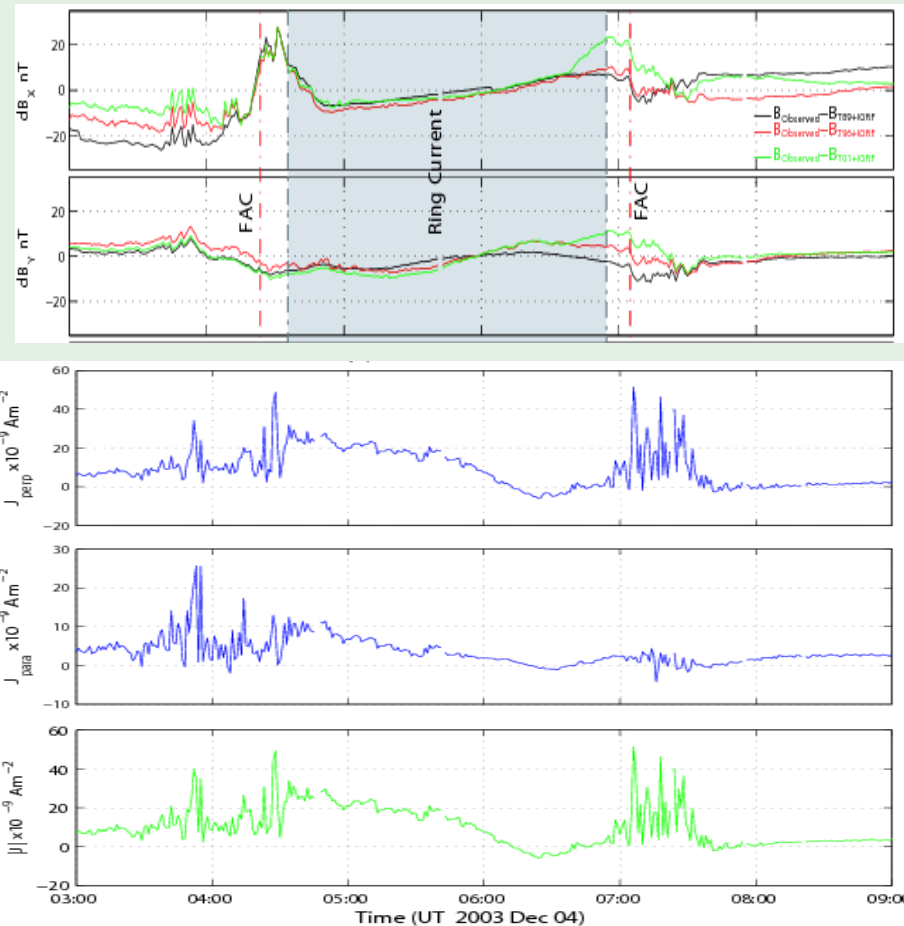 dB_X nT
20
0
−20
B_Observed−B_T89+IGRF
B_Observed−B_T96+IGRF
B_Observed−B_T01+IGRF
FAC
Ring Current
FAC
dB_Y nT
20
0
−20
J_perp x10^−9 Am^−2
60
40
20
0
−20
J_para x10^−9 Am^−2
30
20
10
0
−10
|J| x10^−9 Am^−2
60
40
20
0
−20
03:00 04:00 05:00 06:00 07:00 08:00 09:00
Time (UT 2003 Dec 04)